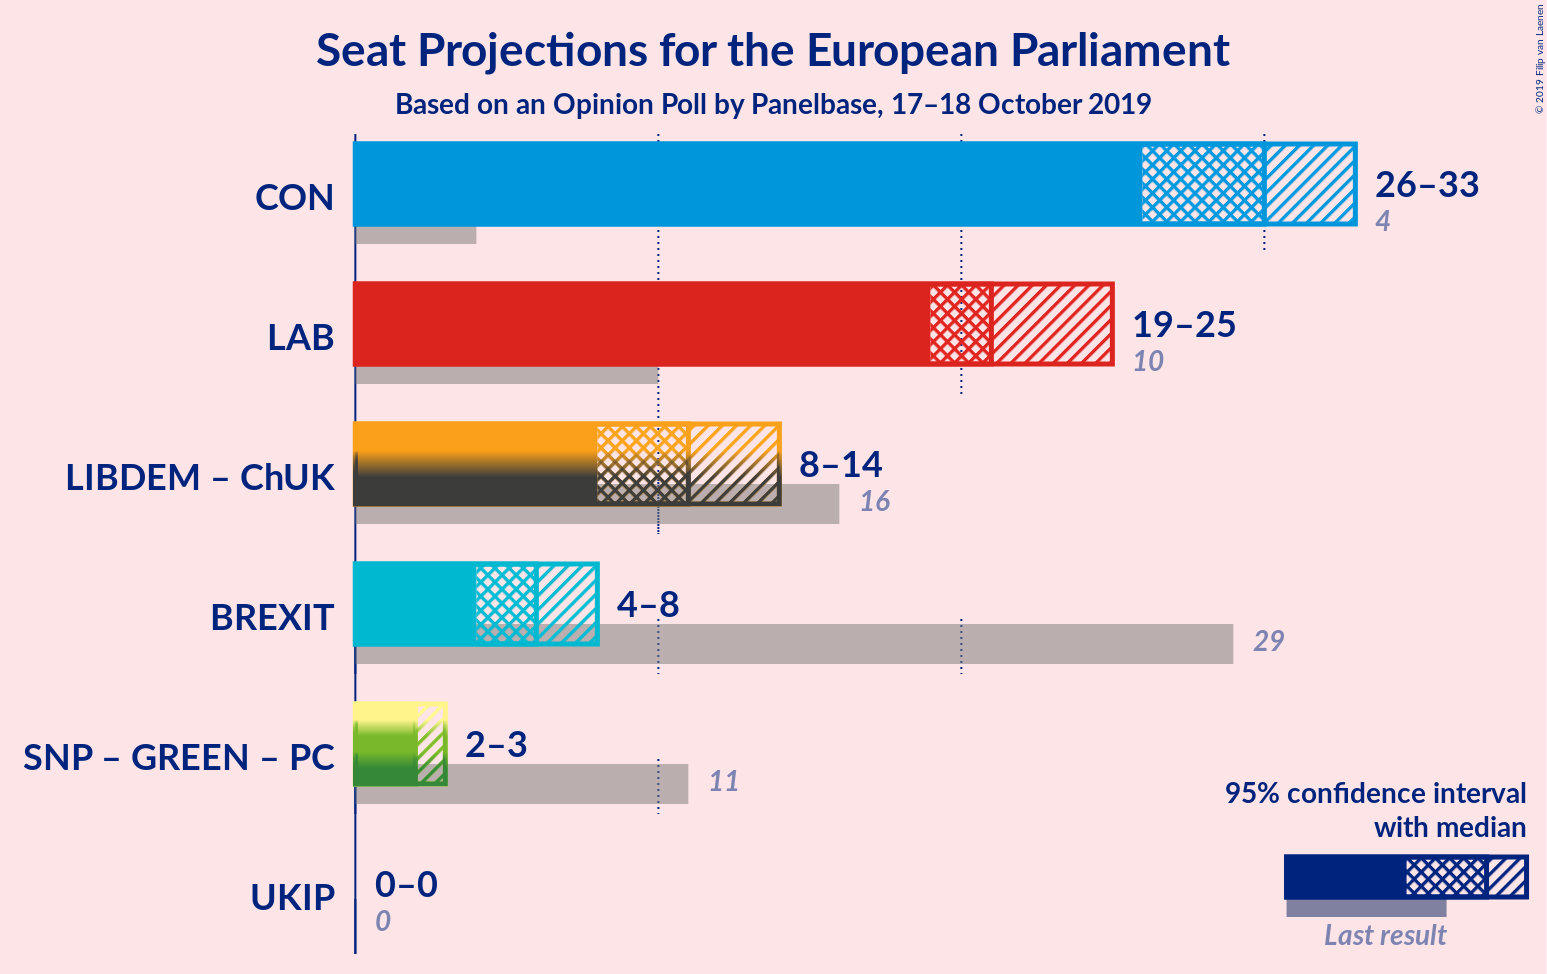 Seat Projections for the European Parliament
Based on an Opinion Poll by Panelbase, 17–18 October 2019
© 2019 Filip van Laenen
CON
26–33
4
LAB
19–25
10
LIBDEM – ChUK
8–14
16
BREXIT
4–8
29
SNP – GREEN – PC
2–3
11
UKIP
0–0
0
95% confidence interval
with median
Last result